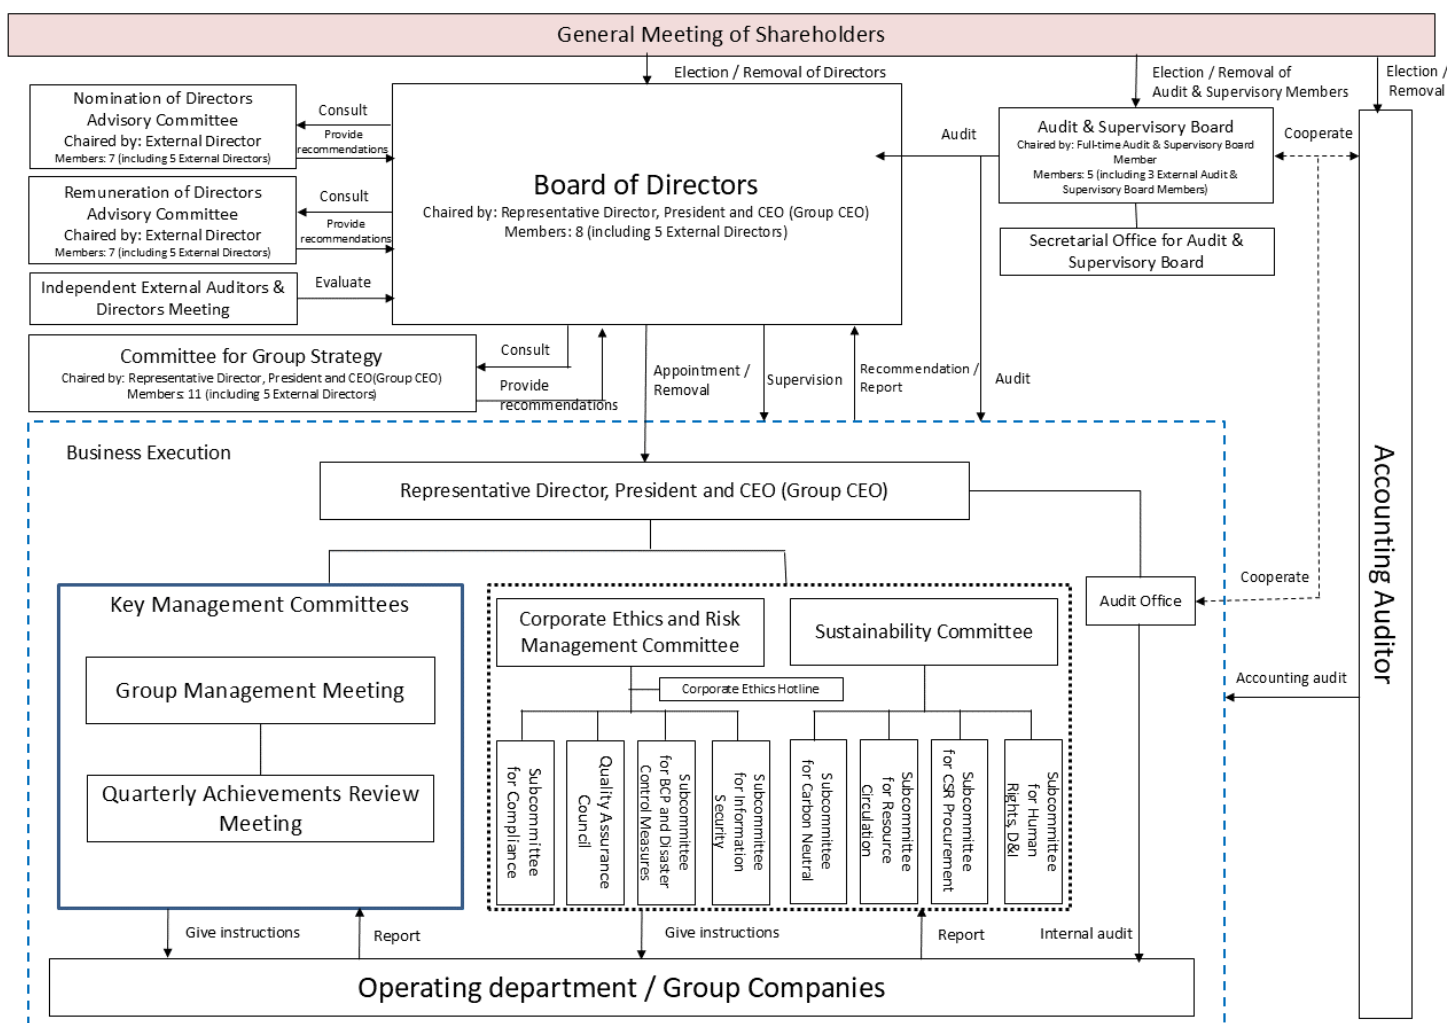 General Meeting of Shareholders
Election / Removal of Directors
Election / Removal of
Audit & Supervisory Members
Election /
Removal
Nomination of Directors
Advisory Committee
Chaired by: External Director
Members: 7 (including 5 External Directors)
Consult
Provide
recommendations
Remuneration of Directors
Advisory Committee
Chaired by: External Director
Members: 7 (including 5 External Directors)
Consult
Provide
recommendations
Independent External Auditors &
Directors Meeting
Evaluate
Board of Directors
Chaired by: Representative Director, President and CEO (Group CEO)
Members: 8 (including 5 External Directors)
Audit
Audit & Supervisory Board
Chaired by: Full-time Audit & Supervisory Board
Member
Members: 5 (including 3 External Audit &
Supervisory Board Members)
Cooperate
Secretarial Office for Audit &
Supervisory Board
Committee for Group Strategy
Chaired by: Representative Director, President and CEO(Group CEO)
Members: 11 (including 5 External Directors)
Consult
Provide
recommendations
Appointment /
Removal
Supervision
Recommendation /
Report
Audit
Accounting Auditor
Business Execution
Representative Director, President and CEO (Group CEO)
Key Management Committees
Group Management Meeting
Quarterly Achievements Review
Meeting
Corporate Ethics and Risk
Management Committee
Sustainability Committee
Corporate Ethics Hotline
Subcommittee
for Compliance
Quality Assurance
Council
Subcommittee
for BCP and Disaster
Control Measures
Subcommittee
for Information
Security
Subcommittee
for Carbon Neutral
Subcommittee
for Resource
Circulation
Subcommittee
for CSR Procurement
Subcommittee
for Human
Rights, D&I
Audit Office
Cooperate
Accounting audit
Give instructions
Report
Give instructions
Report
Internal audit
Operating department / Group Companies